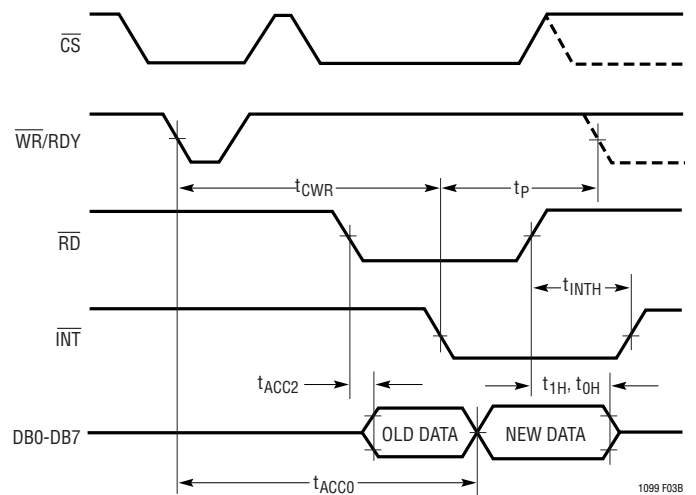 CS
WR/RDY
tCWR
tP
RD
tINTH
INT
tACC2
t1H, t0H
DB0-DB7
OLD DATA
NEW DATA
tACC0
1099 F03B